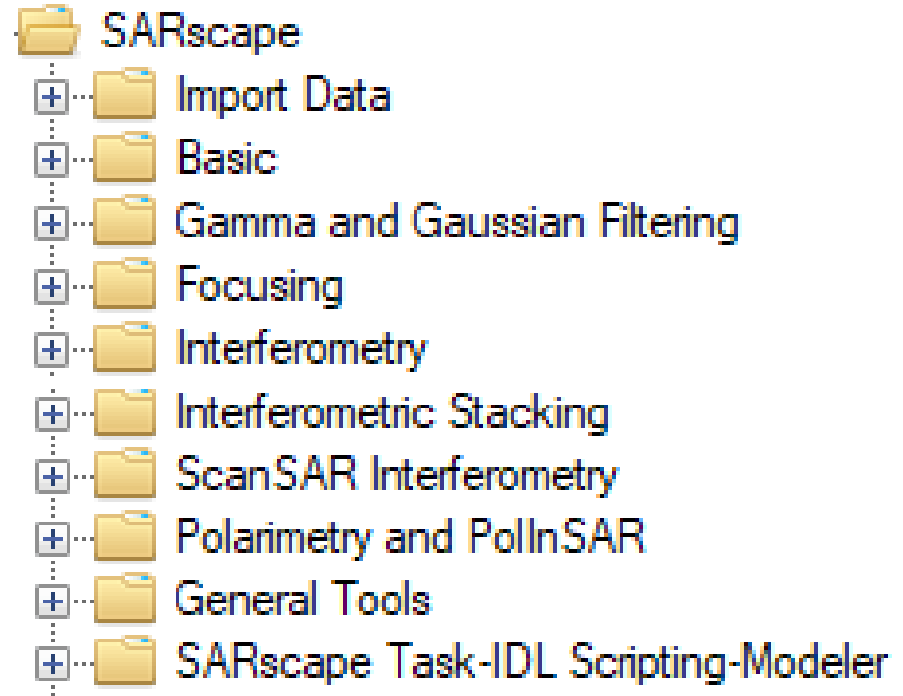 SARscape
Import Data
Basic
Gamma and Gaussian Filtering
Focusing
Interferometry
Interferometric Stacking
ScanSAR Interferometry
Polarimetry and PolInSAR
General Tools
SARscape Task-IDL Scripting-Modeler